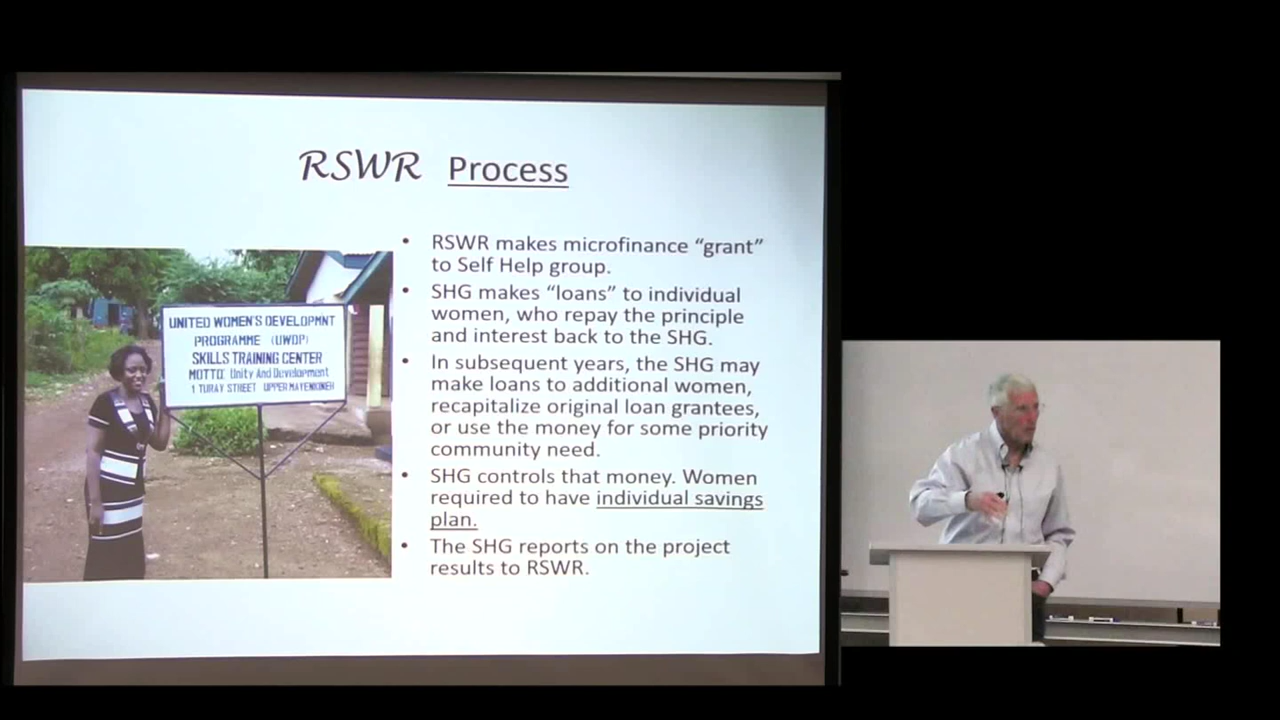 RSWR Process
UNITED WOMEN'S DEVELOPMNT
PROGRAMME (UWDP)
SKILLS TRAINING CENTER
MOTTO: Unity And Development
1 TURAY STREET UPPER MAYENKINEH
• RSWR makes microfinance “grant”
to Self Help group.
• SHG makes “loans” to individual
women, who repay the principle
and interest back to the SHG.
• In subsequent years, the SHG may
make loans to additional women,
recapitalize original loan grantees,
or use the money for some priority
community need.
• SHG controls that money. Women
required to have individual savings
plan.
• The SHG reports on the project
results to RSWR.